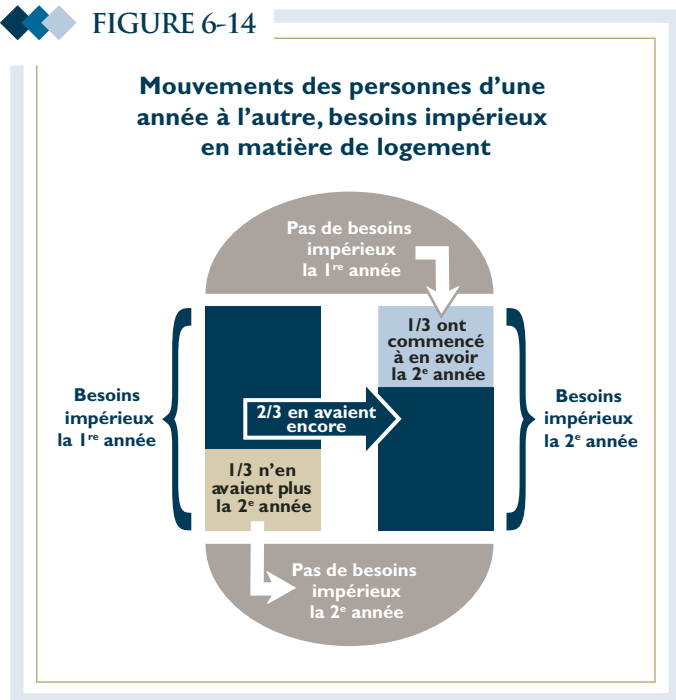 FIGURE 6-14
Mouvements des personnes d'une
année à l'autre, besoins impérieux
en matière de logement
Pas de besoins
impérieux
la 1re année
1/3 ont
commencé
à en avoir
la 2e année
Besoins
impérieux
la 1re année
2/3 en avaient
encore
Besoins
impérieux
la 2e année
1/3 n'en
avaient plus
la 2e année
Pas de besoins
impérieux
la 2e année